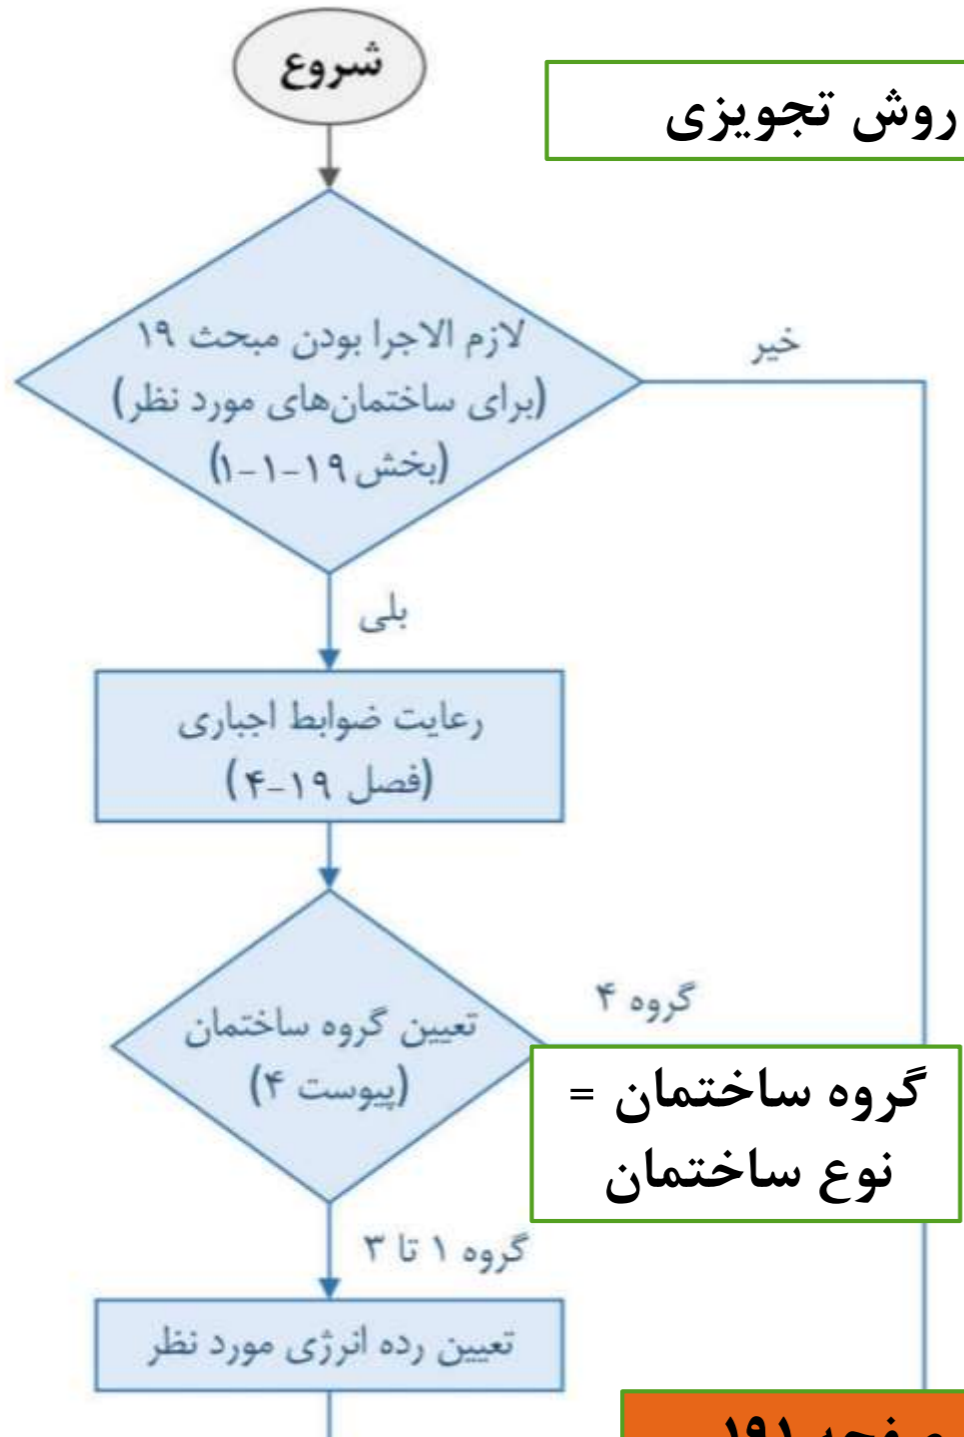 شروع
روش تجویزی
لازم الاجرا بودن مبحث ۱۹
(برای ساختمان‌های مورد نظر)
(بخش ۱۹-۱-۱)
خیر
بلی
رعایت ضوابط اجباری
(فصل ۱۹-۴)
تعیین گروه ساختمان
(پیوست ۴)
گروه ۴
گروه ساختمان =
نوع ساختمان
گروه ۱ تا ۳
تعیین رده انرژی مورد نظر
صفحه ۱۹۱